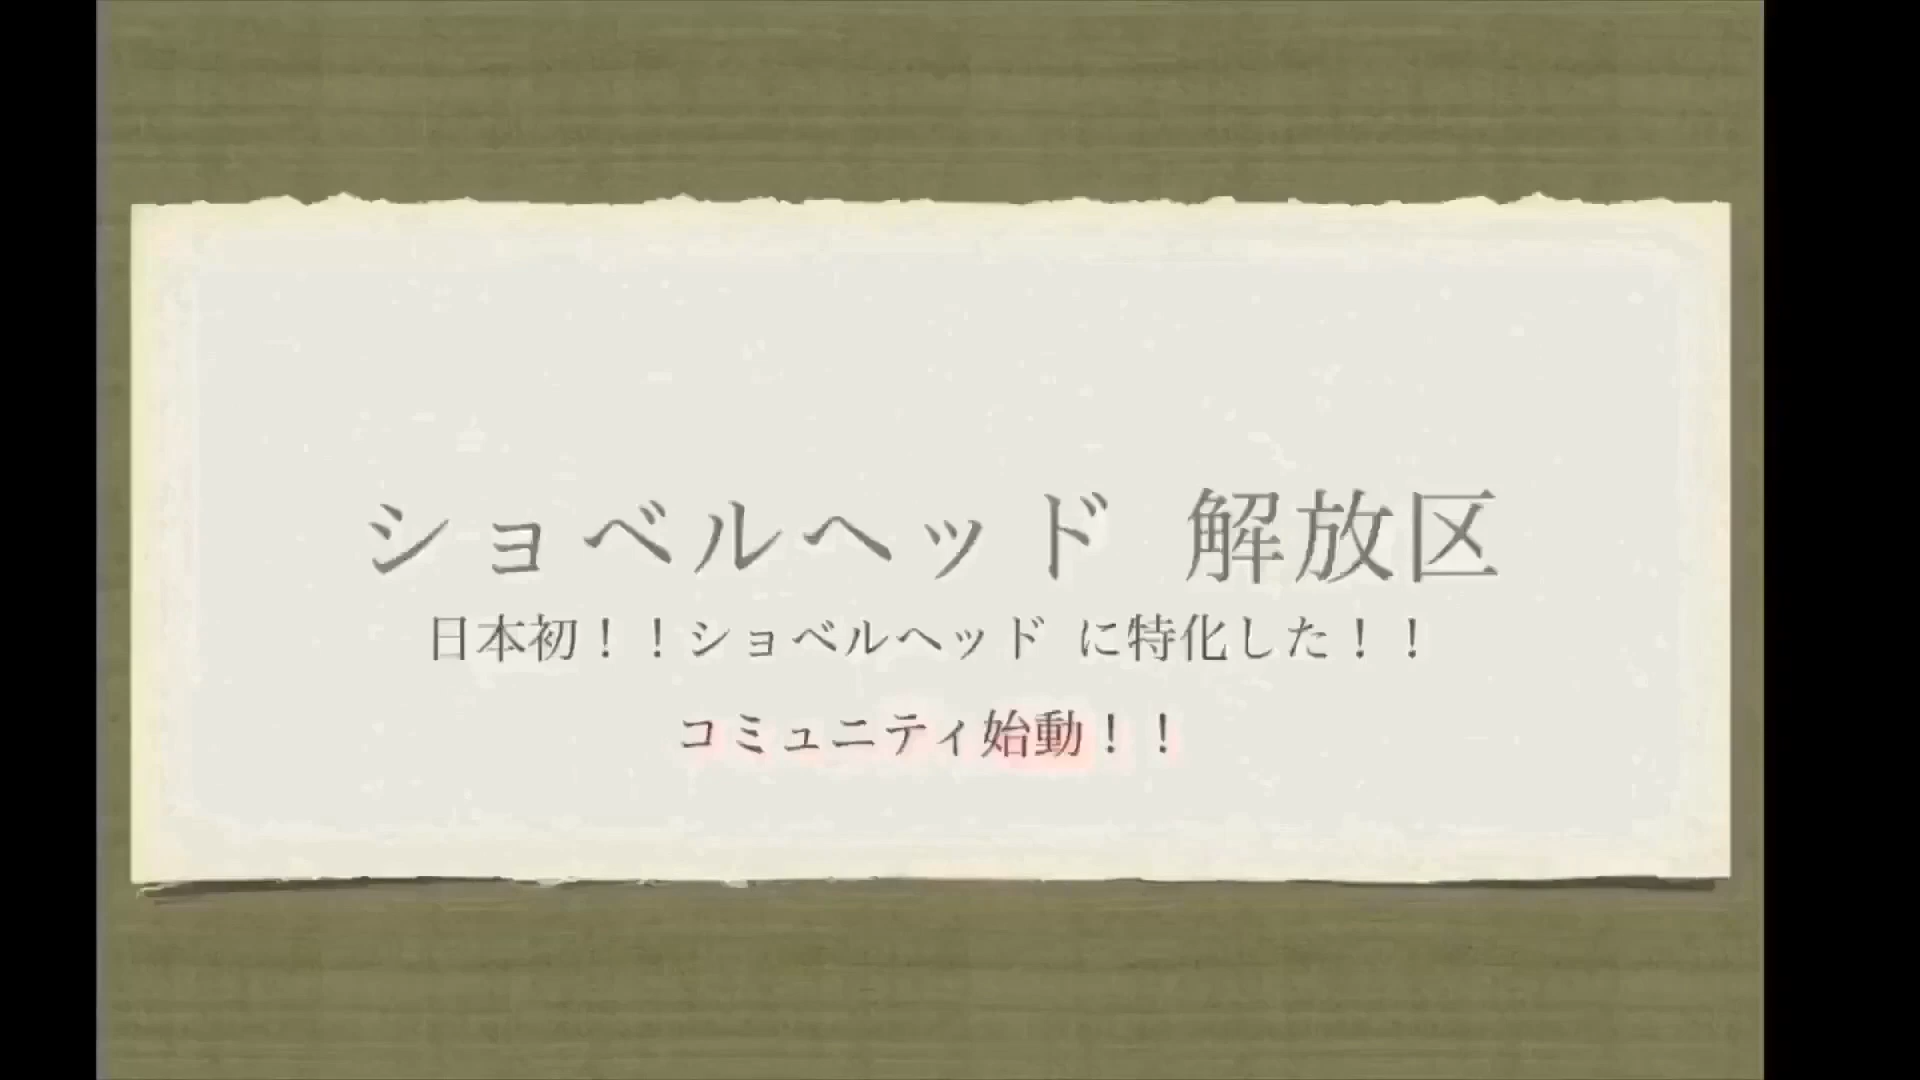 ショベルヘッド 解放区
日本初！！ショベルヘッド に特化した！！
コミュニティ始動！！